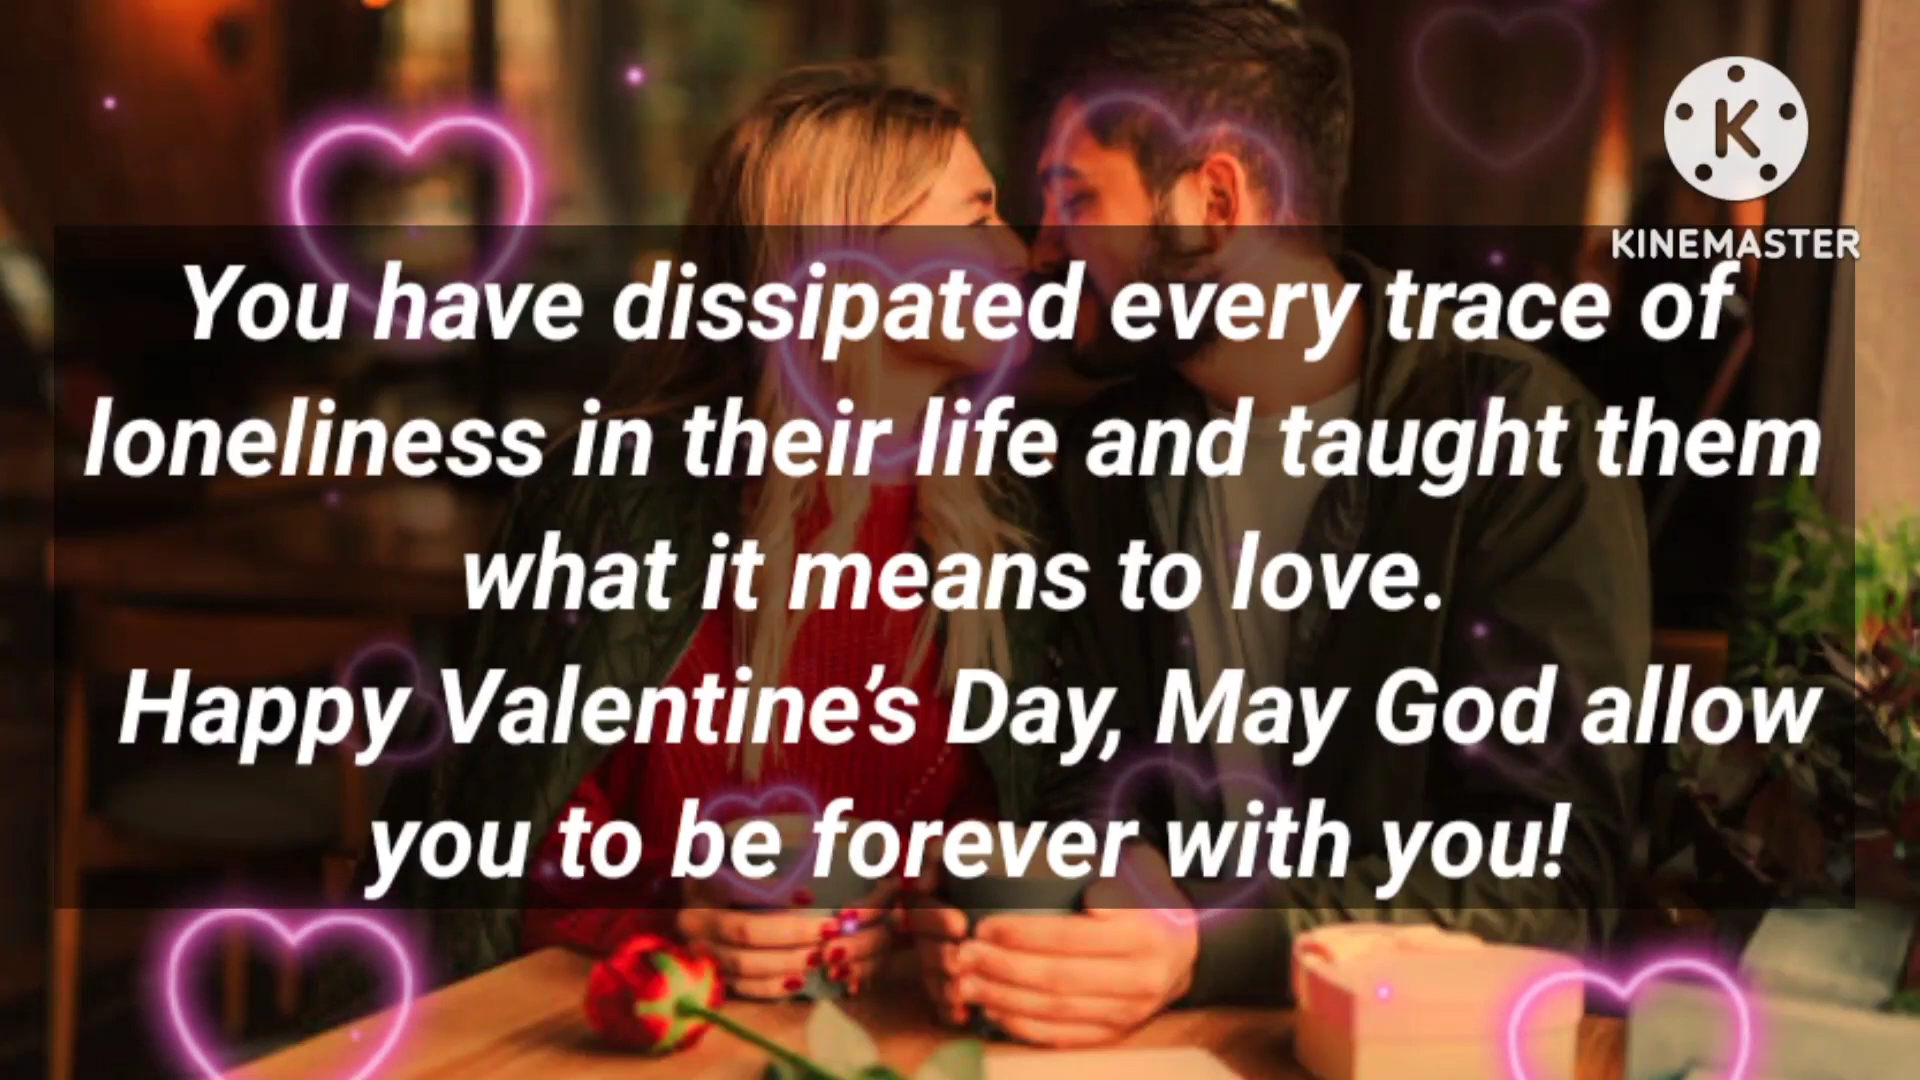 K
KINEMASTER
You have dissipated every trace of
loneliness in their life and taught them
what it means to love.
Happy Valentine’s Day, May God allow
you to be forever with you!